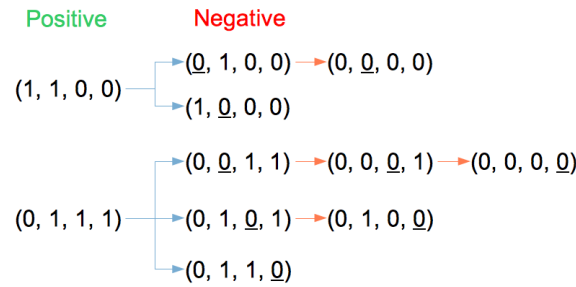 Positive Negative
(0, 1, 0, 0) (0, 0, 0, 0)
(1, 1, 0, 0)
(1, 0, 0, 0)
(0, 0, 1, 1) (0, 0, 0, 1) (0, 0, 0, 0)
(0, 1, 1, 1) (0, 1, 0, 1) (0, 1, 0, 0)
(0, 1, 1, 0)